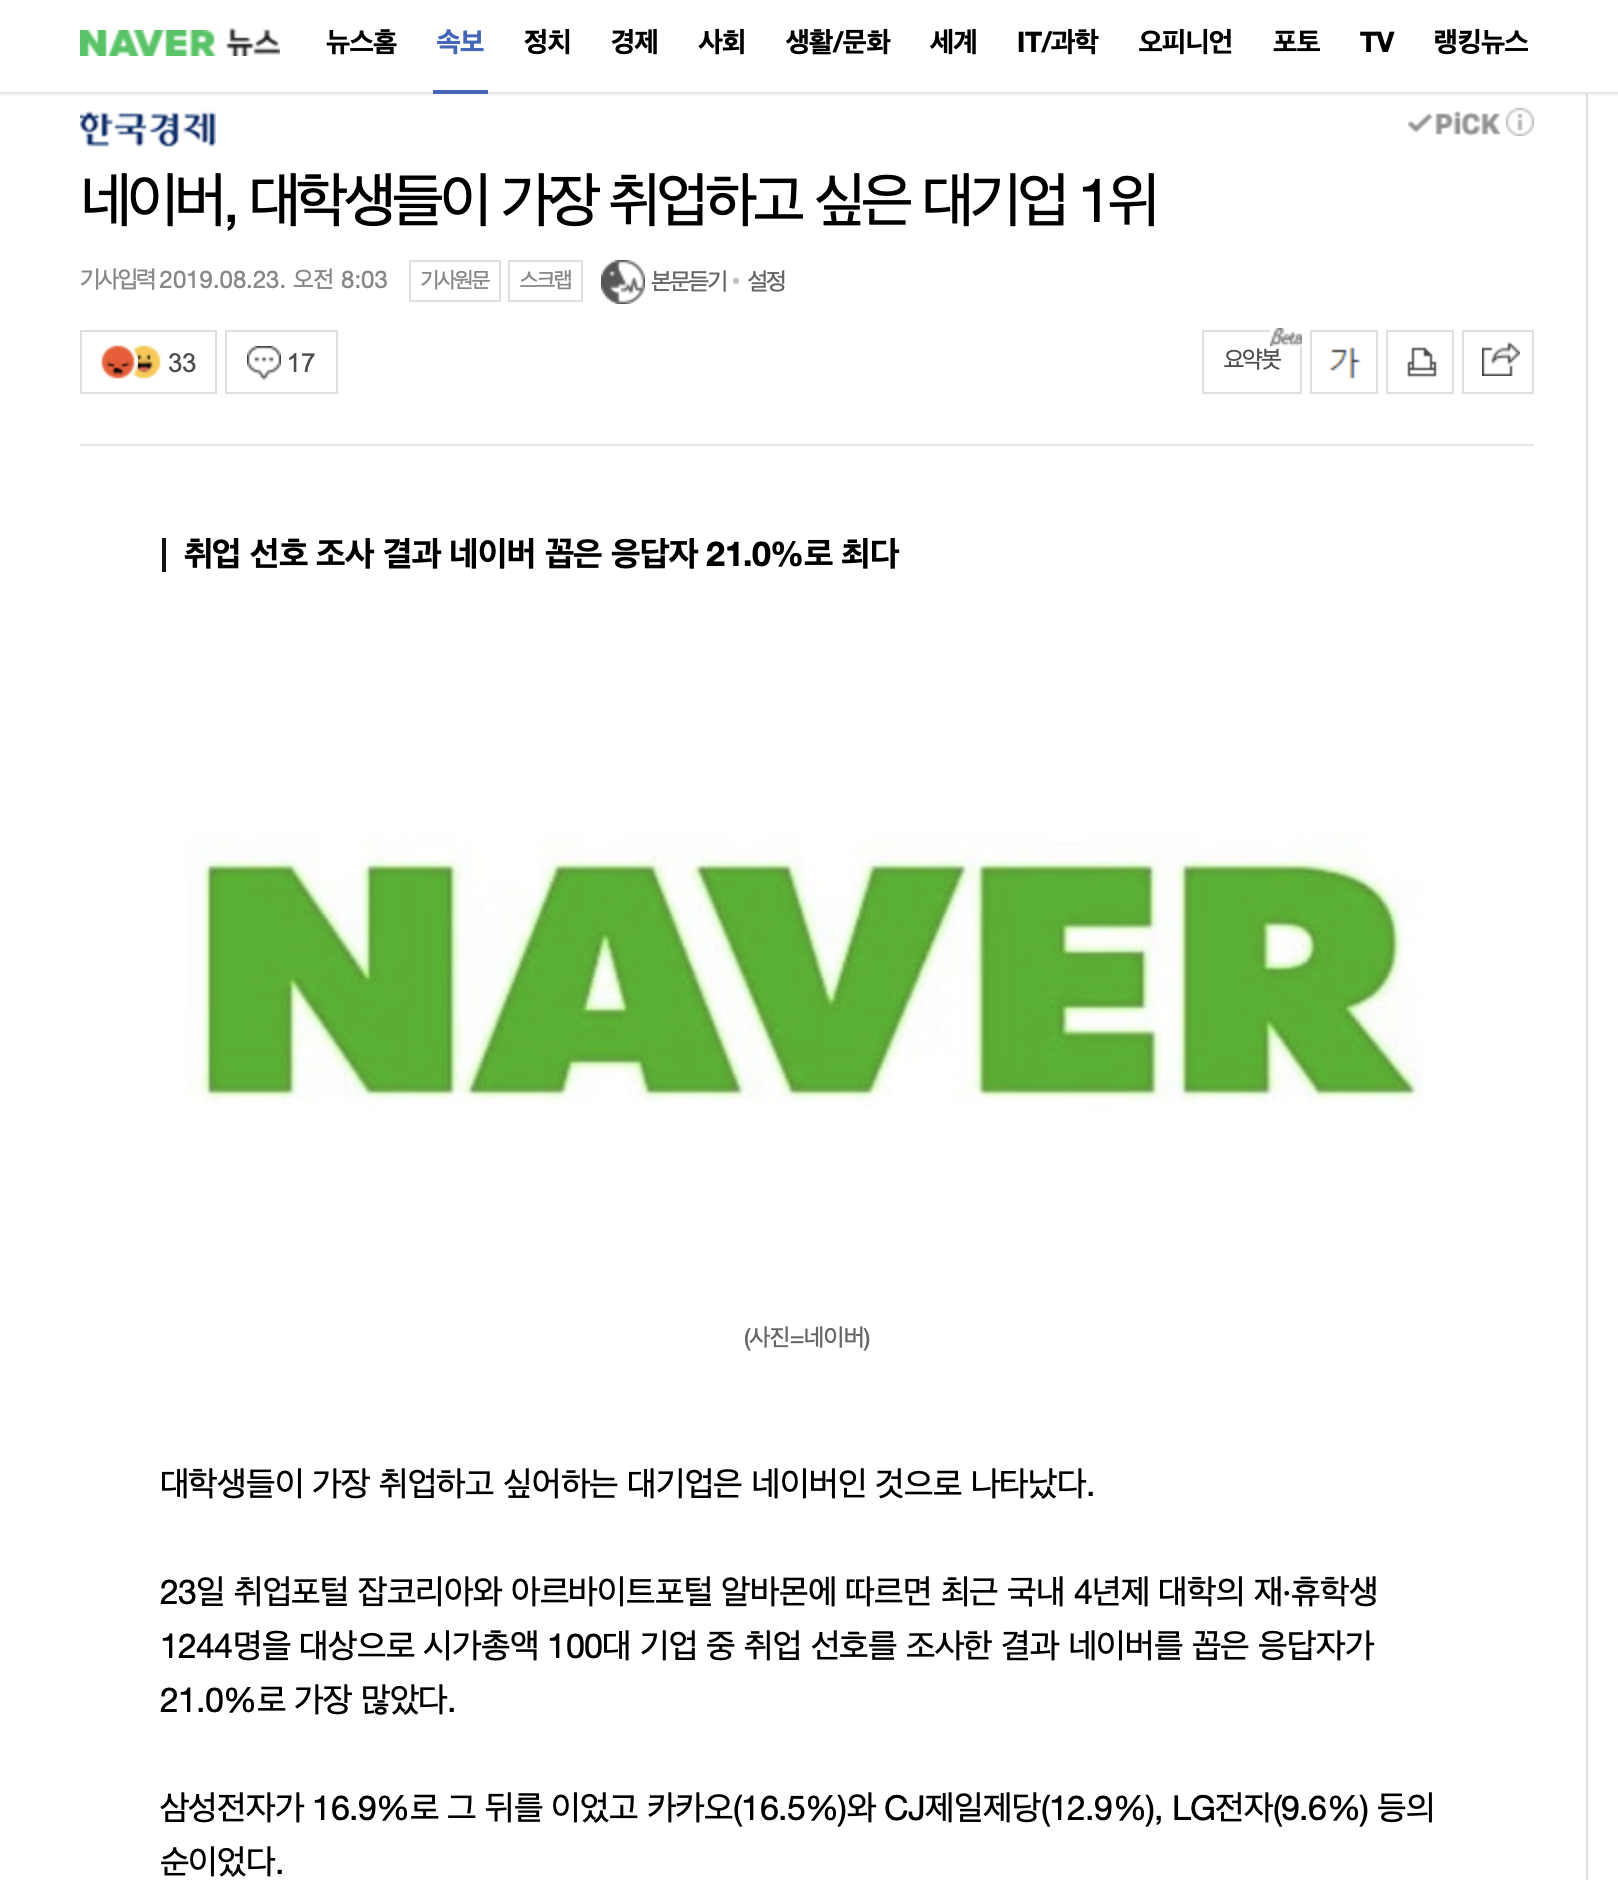 NAVER 뉴스 뉴스홈 속보 정치 경제 사회 생활/문화 세계 IT/과학 오피니언 포토 TV 랭킹뉴스
한국경제 PiCK
네이버, 대학생들이 가장 취업하고 싶은 대기업 1위
기사입력 2019.08.23. 오전 8:03 기사원문 스크랩 본문듣기 · 설정
33 17 요약봇 Beta 가
취업 선호 조사 결과 네이버 꼽은 응답자 21.0%로 최다
NAVER
(사진=네이버)
대학생들이 가장 취업하고 싶어하는 대기업은 네이버인 것으로 나타났다.
23일 취업포털 잡코리아와 아르바이트포털 알바몬에 따르면 최근 국내 4년제 대학의 재·휴학생
1244명을 대상으로 시가총액 100대 기업 중 취업 선호를 조사한 결과 네이버를 꼽은 응답자가
21.0%로 가장 많았다.
삼성전자가 16.9%로 그 뒤를 이었고 카카오(16.5%)와 CJ제일제당(12.9%), LG전자(9.6%) 등의
순이었다.